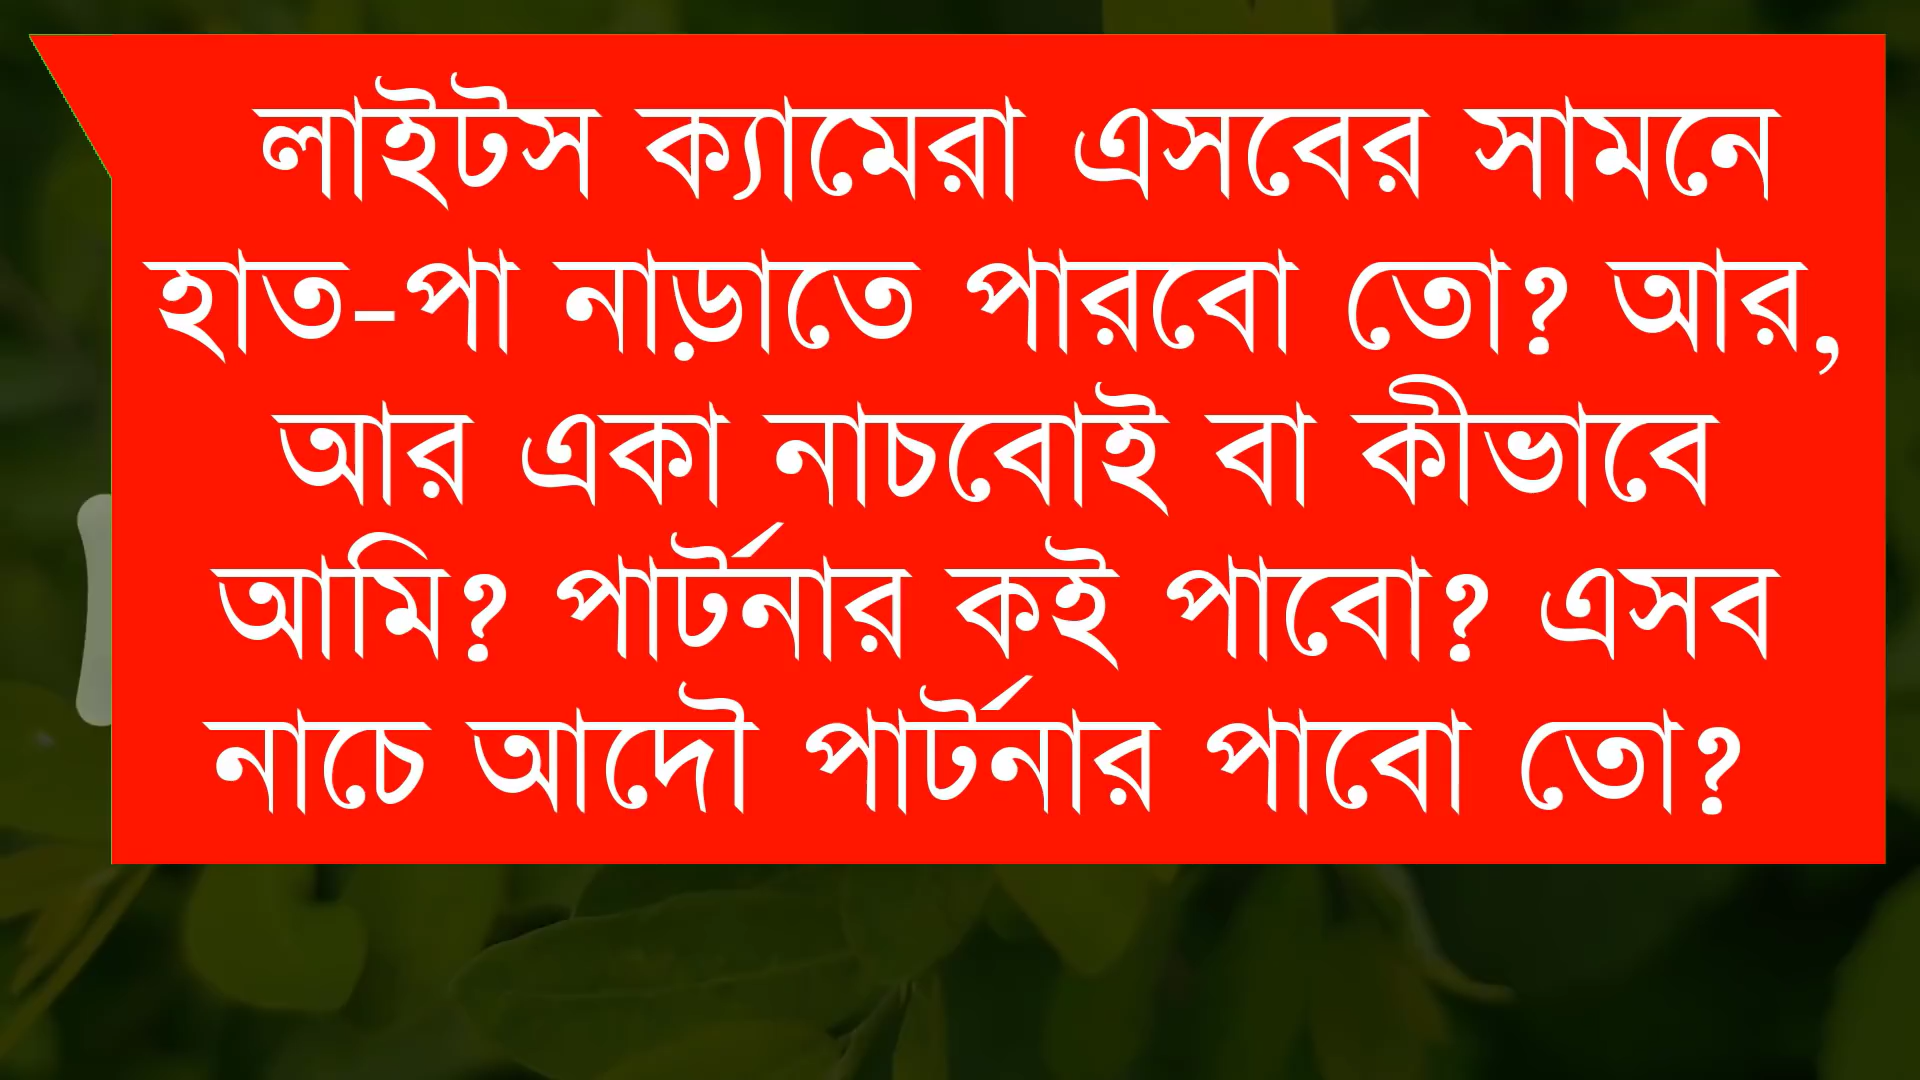 লাইটস ক্যামেরা এসবের সামনে
হাত-পা নাড়াতে পারবো তো? আর,
আর একা নাচবোই বা কীভাবে
আমি? পার্টনার কই পাবো? এসব
নাচে আদৌ পার্টনার পাবো তো?